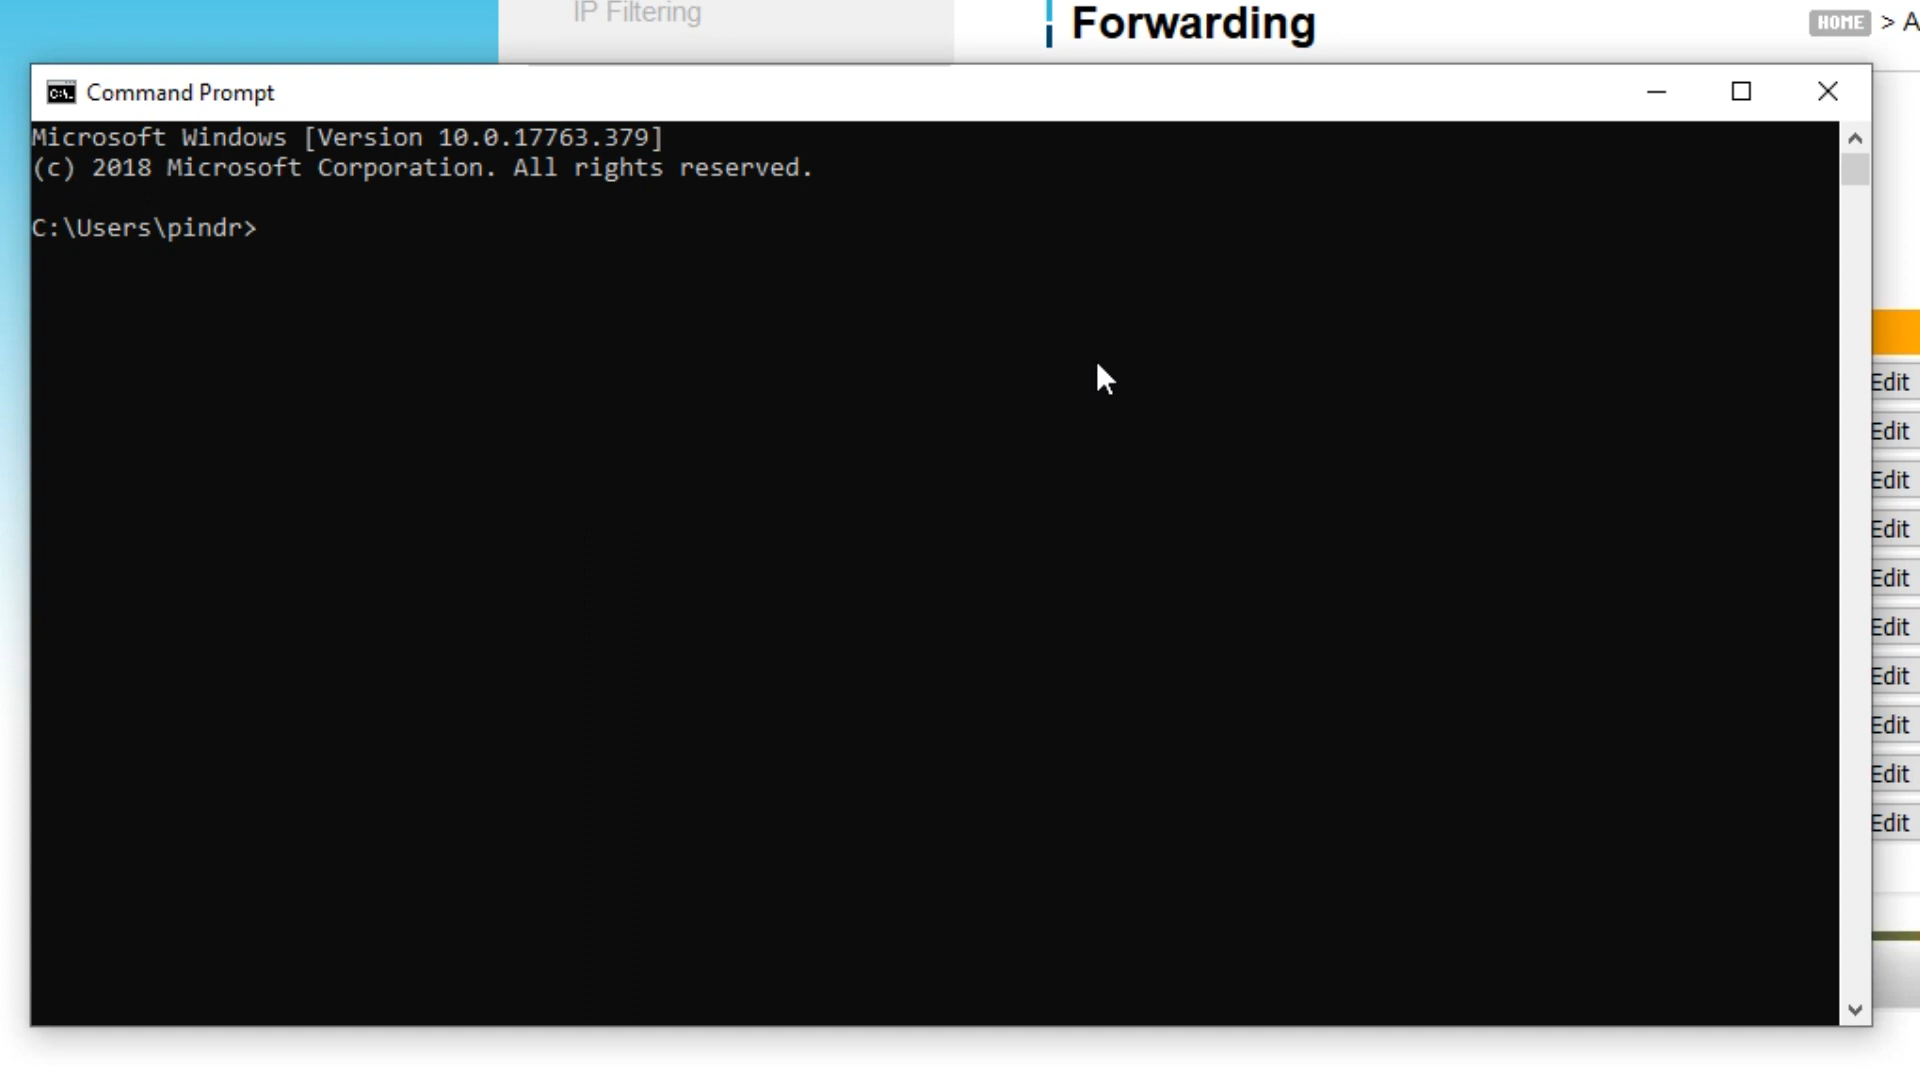 IP Filtering
Forwarding
HOME > A
Command Prompt
Microsoft Windows [Version 10.0.17763.379]
(c) 2018 Microsoft Corporation. All rights reserved.
C:\Users\pindr>
Edit
Edit
Edit
Edit
Edit
Edit
Edit
Edit
Edit
Edit